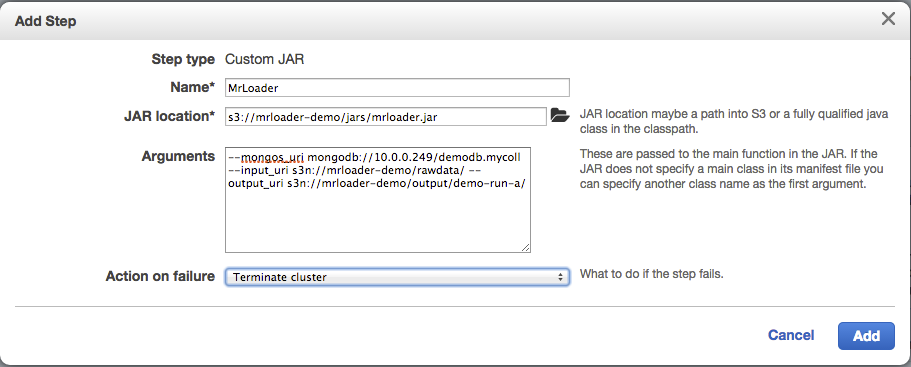 Add Step
Step type Custom JAR
Name* MrLoader
JAR location* s3://mrloader-demo/jars/mrloader.jar
JAR location maybe a path into S3 or a fully qualified java
class in the classpath.
Arguments
--mongos_uri mongodb://10.0.0.249/demodb.mycoll
--input_uri s3n://mrloader-demo/rawdata/ --
output_uri s3n://mrloader-demo/output/demo-run-a/
These are passed to the main function in the JAR. If the
JAR does not specify a main class in its manifest file you
can specify another class name as the first argument.
Action on failure Terminate cluster
What to do if the step fails.
Cancel Add